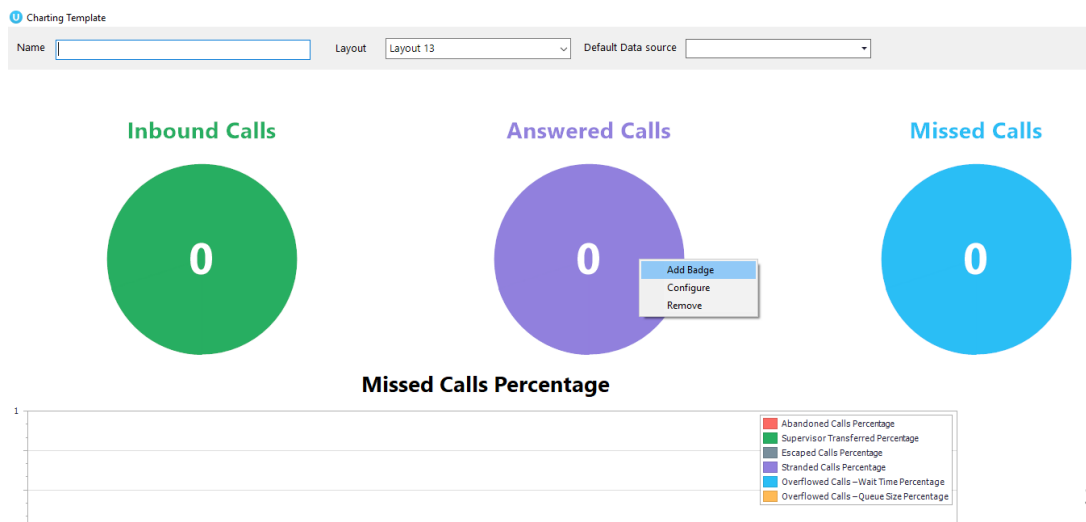 U Charting Template
Name Layout Layout 13 Default Data source
Inbound Calls Answered Calls Missed Calls
0 0 0
Add Badge
Configure
Remove
Missed Calls Percentage
1
Abandoned Calls Percentage
Supervisor Transferred Percentage
Escaped Calls Percentage
Stranded Calls Percentage
Overflowed Calls – Wait Time Percentage
Overflowed Calls – Queue Size Percentage